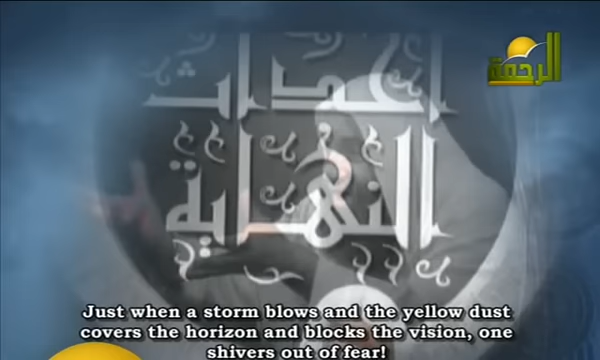 الرحمة
أحداث
النهاية
Just when a storm blows and the yellow dust
covers the horizon and blocks the vision, one
shivers out of fear!